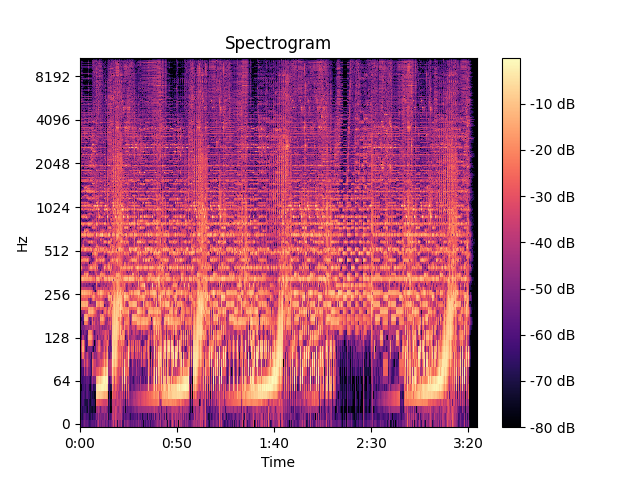 Spectrogram
Hz
8192
4096
2048
1024
512
256
128
64
0
0:00 0:50 1:40 2:30 3:20
Time
-10 dB
-20 dB
-30 dB
-40 dB
-50 dB
-60 dB
-70 dB
-80 dB